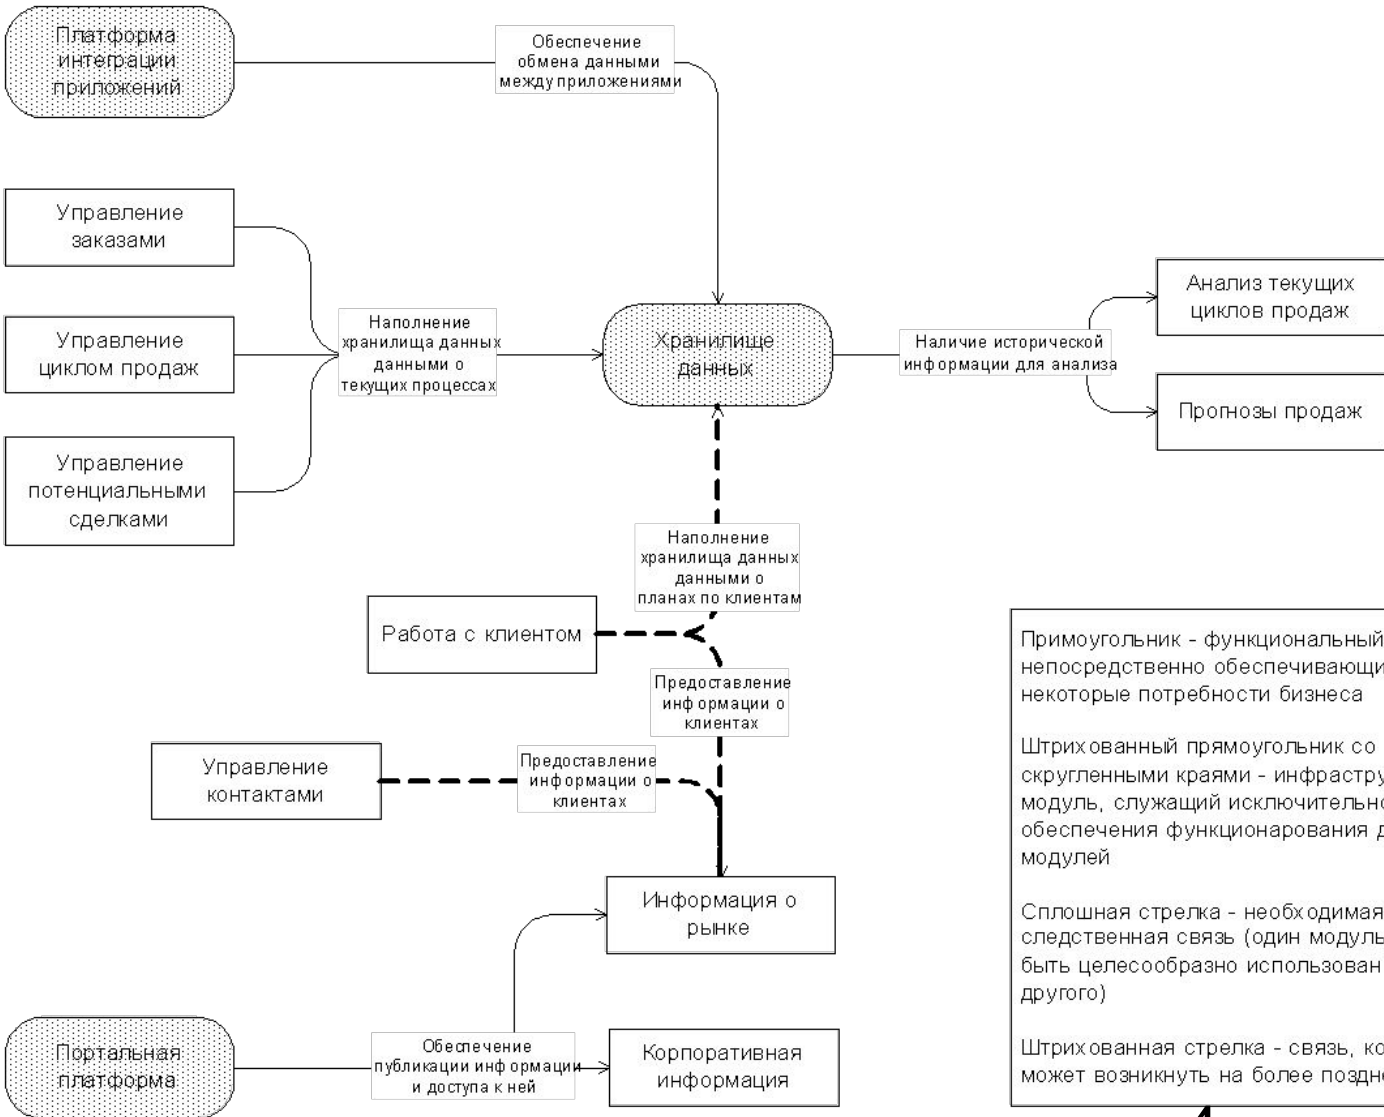 Платформа
интеграции
приложений
Обеспечение
обмена данными
между приложениями
Управление
заказами
Управление
циклом продаж
Управление
потенциальными
сделками
Наполнение
хранилища данных
данными о
текущих процессах
Хранилище
данных
Наличие исторической
информации для анализа
Анализ текущих
циклов продаж
Прогнозы продаж
Наполнение
хранилища данных
данными о
планах по клиентам
Работа с клиентом
Предоставление
информации о
клиентах
Управление
контактами
Предоставление
информации о
клиентах
Информация о
рынке
Портальная
платформа
Обеспечение
публикации информации
и доступа к ней
Корпоративная
информация
Примоугольник - функциональный
непосредственно обеспечивающи
некоторые потребности бизнеса
Штрихованный прямоугольник со
скругленными краями - инфрастру
модуль, служащий исключительно
обеспечения функционарования д
модулей
Сплошная стрелка - необходимая
следственная связь (один модуль
быть целесообразно использован
другого)
Штрихованная стрелка - связь, ко
может возникнуть на более поздне